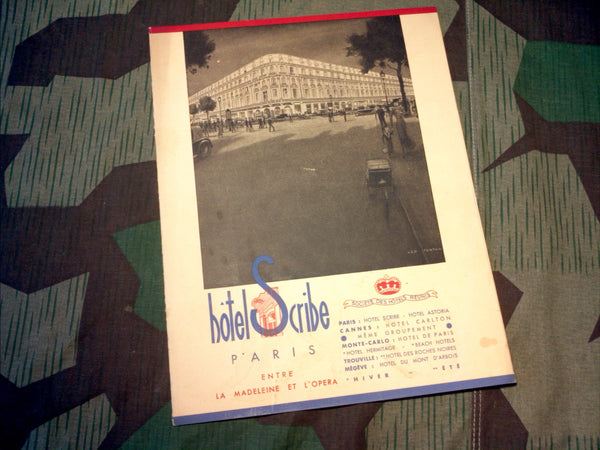 hôtel Scribe
PARIS
ENTRE
LA MADELEINE ET L'OPERA
SOCIÉTÉ DES HÔTELS RÉUNIS
PARIS : HOTEL SCRIBE - HOTEL ASTORIA
CANNES : HOTEL CARLTON
• MÊME GROUPEMENT •
MONTE-CARLO : HOTEL DE PARIS
*HOTEL HERMITAGE - **BEACH HOTELS
TROUVILLE : **HOTEL DES ROCHES NOIRES
MÉGÈVE : HOTEL DU MONT D'ARBOIS
*HIVER **ÉTÉ